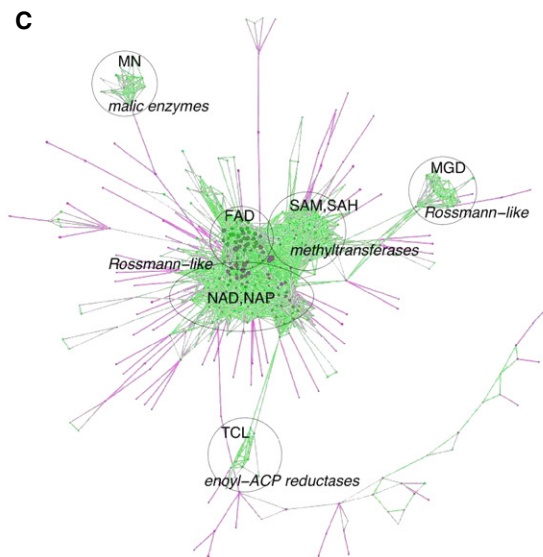 C
MN
malic enzymes
MGD
Rossmann–like
SAM,SAH
FAD
methyltransferases
Rossmann–like
NAD,NAP
TCL
enoyl–ACP reductases